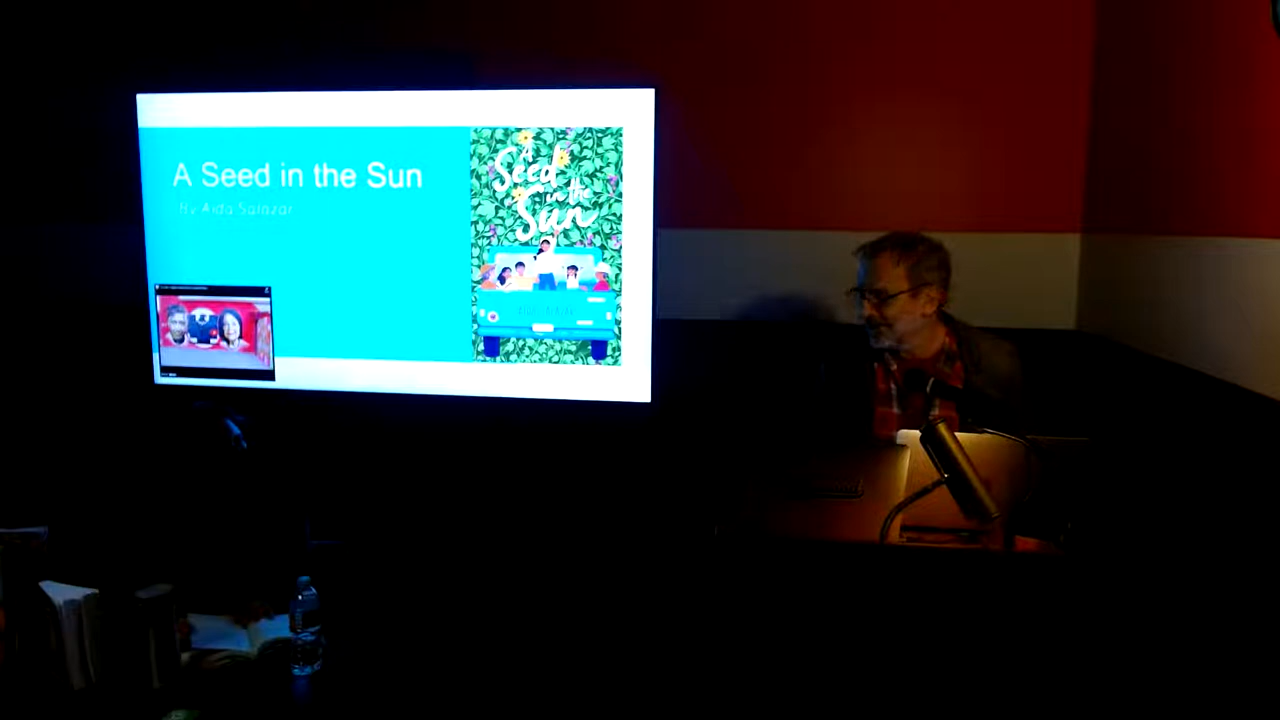 A Seed in the Sun
By Aida Salazar
A
Seed
in the
Sun